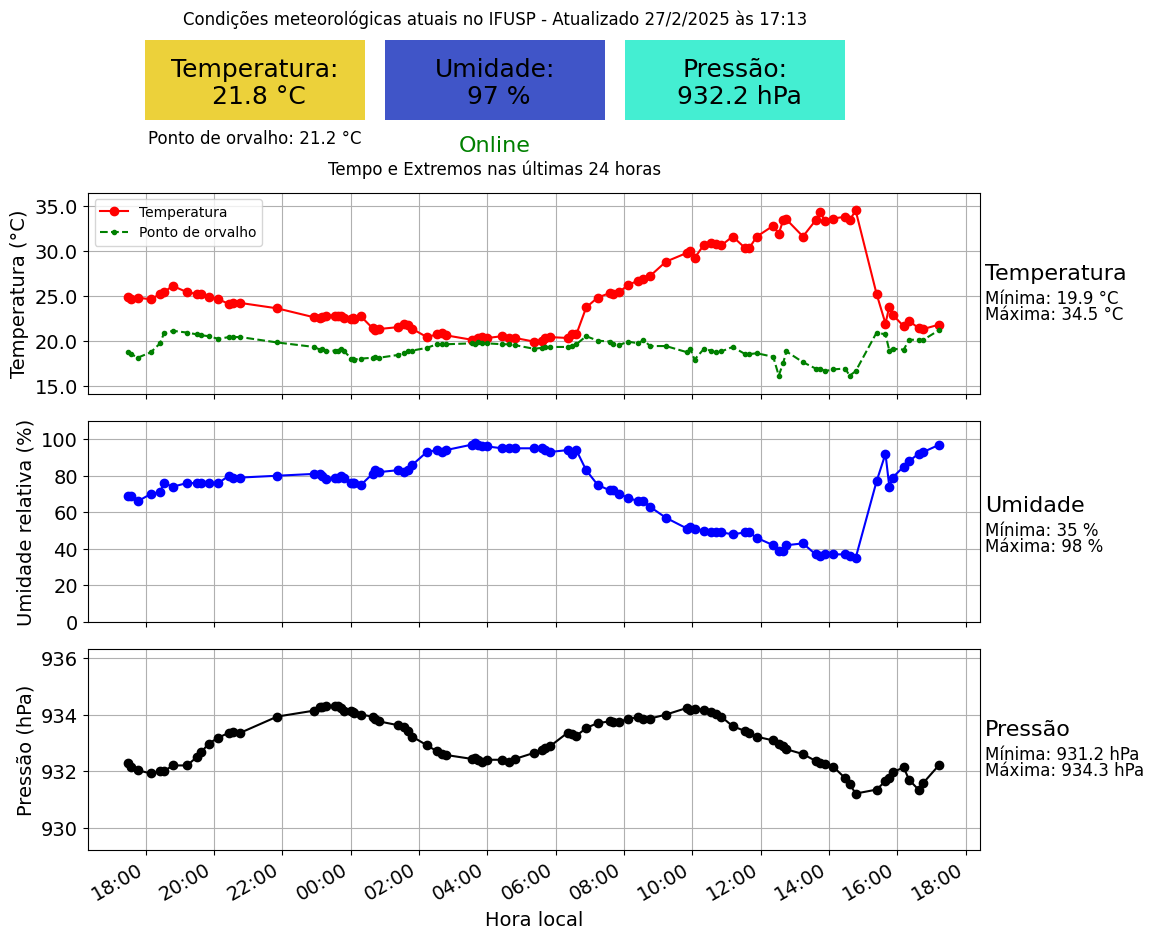 Condições meteorológicas atuais no IFUSP - Atualizado 27/2/2025 às 17:13
Temperatura:
21.8 °C
Umidade:
97 %
Pressão:
932.2 hPa
Ponto de orvalho: 21.2 °C
Online
Tempo e Extremos nas últimas 24 horas
Temperatura (°C)
35.0
30.0
25.0
20.0
15.0
Temperatura
Ponto de orvalho
Temperatura
Mínima: 19.9 °C
Máxima: 34.5 °C
Umidade relativa (%)
100
80
60
40
20
0
Umidade
Mínima: 35 %
Máxima: 98 %
Pressão (hPa)
936
934
932
930
Pressão
Mínima: 931.2 hPa
Máxima: 934.3 hPa
18:00
20:00
22:00
00:00
02:00
04:00
06:00
08:00
10:00
12:00
14:00
16:00
18:00
Hora local